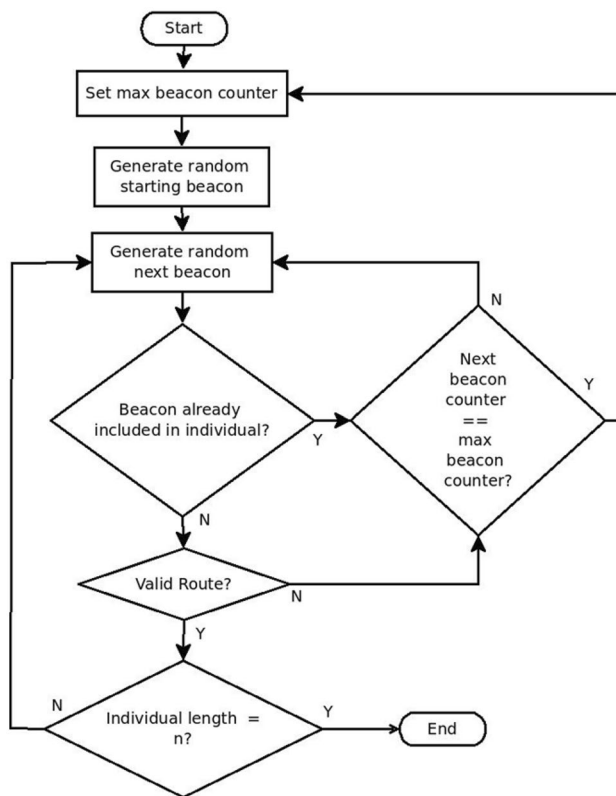 Start
Set max beacon counter
Generate random
starting beacon
Generate random
next beacon
N
Next
beacon
counter
==
max
beacon
counter?
Y
Beacon already
included in individual?
Y
N
Valid Route?
N
Y
N
Individual length =
n?
Y
End